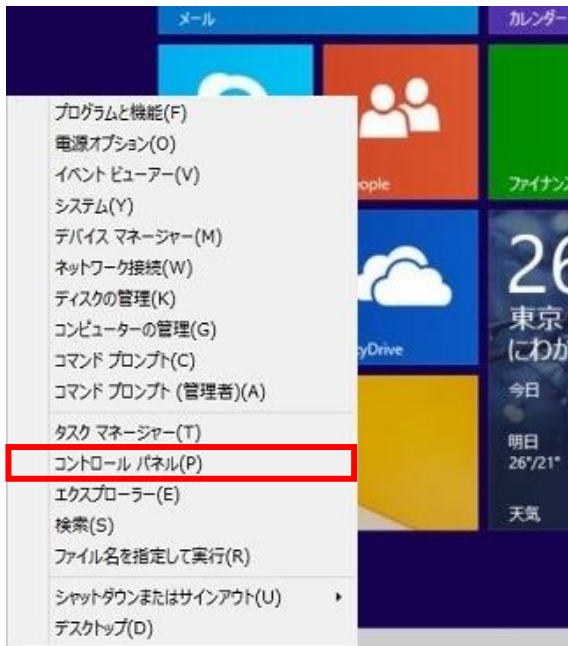 メール
カレンダー
プログラムと機能(F)
電源オプション(O)
イベント ビューアー(V)
システム(Y)
デバイス マネージャー(M)
ネットワーク接続(W)
ディスクの管理(K)
コンピューターの管理(G)
コマンド プロンプト(C)
コマンド プロンプト (管理者)(A)
タスク マネージャー(T)
コントロール パネル(P)
エクスプローラー(E)
検索(S)
ファイル名を指定して実行(R)
シャットダウンまたはサインアウト(U)
デスクトップ(D)
eople
ファイナンス
yDrive
26
東京
にわか
今日
明日
26°/21°
天気